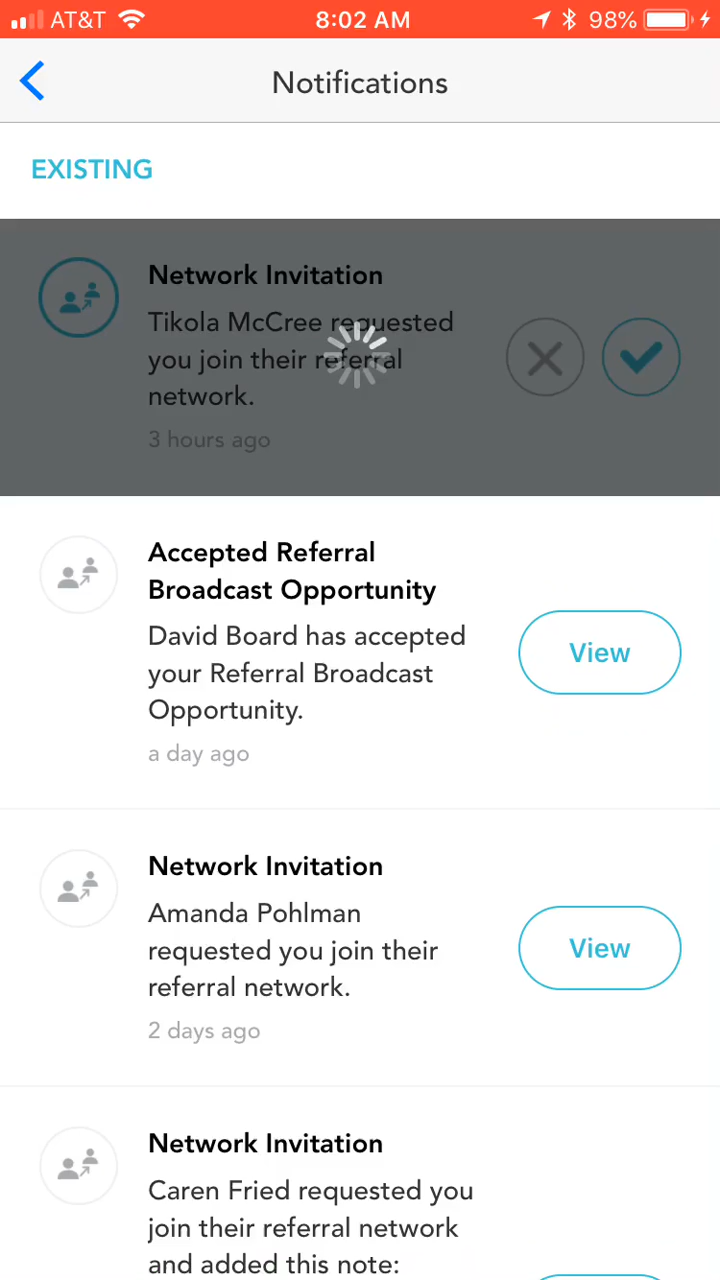 AT&T 8:02 AM 98%
Notifications
EXISTING
Network Invitation
Tikola McCree requested
you join their referral
network.
3 hours ago
Accepted Referral
Broadcast Opportunity
David Board has accepted
your Referral Broadcast
Opportunity.
View
a day ago
Network Invitation
Amanda Pohlman
requested you join their
referral network.
View
2 days ago
Network Invitation
Caren Fried requested you
join their referral network
and added this note: